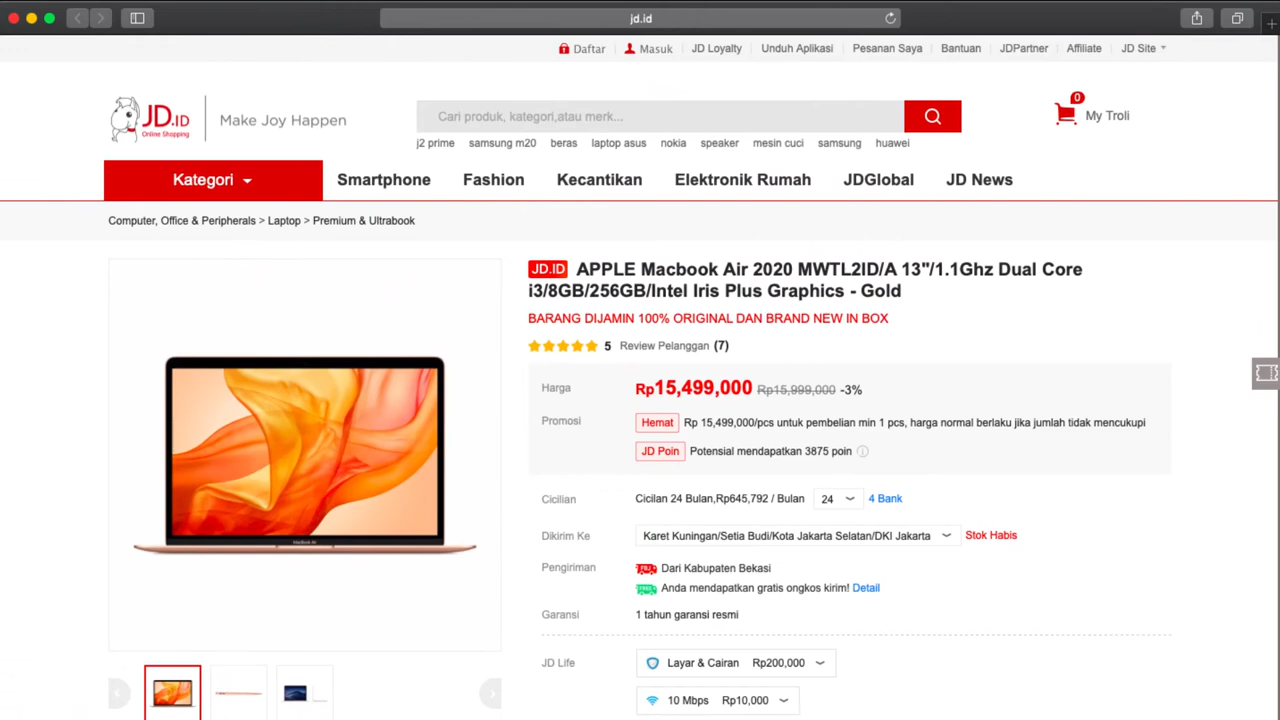 jd.id
Daftar Masuk JD Loyalty Unduh Aplikasi Pesanan Saya Bantuan JDPartner Affiliate JD Site
JD.ID
Online Shopping
Make Joy Happen
Cari produk, kategori,atau merk...
0
My Troli
j2 prime samsung m20 beras laptop asus nokia speaker mesin cuci samsung huawei
Kategori Smartphone Fashion Kecantikan Elektronik Rumah JDGlobal JD News
Computer, Office & Peripherals > Laptop > Premium & Ultrabook
JD.ID APPLE Macbook Air 2020 MWTL2ID/A 13"/1.1Ghz Dual Core
i3/8GB/256GB/Intel Iris Plus Graphics - Gold
BARANG DIJAMIN 100% ORIGINAL DAN BRAND NEW IN BOX
5 Review Pelanggan (7)
Harga Rp15,499,000 Rp15,999,000 -3%
Promosi Hemat Rp 15,499,000/pcs untuk pembelian min 1 pcs, harga normal berlaku jika jumlah tidak mencukupi
JD Poin Potensial mendapatkan 3875 poin
Cicilian Cicilan 24 Bulan,Rp645,792 / Bulan 24 4 Bank
Dikirim Ke Karet Kuningan/Setia Budi/Kota Jakarta Selatan/DKI Jakarta Stok Habis
Pengiriman Dari Kabupaten Bekasi
Anda mendapatkan gratis ongkos kirim! Detail
Garansi 1 tahun garansi resmi
JD Life Layar & Cairan Rp200,000
10 Mbps Rp10,000
MacBook Air